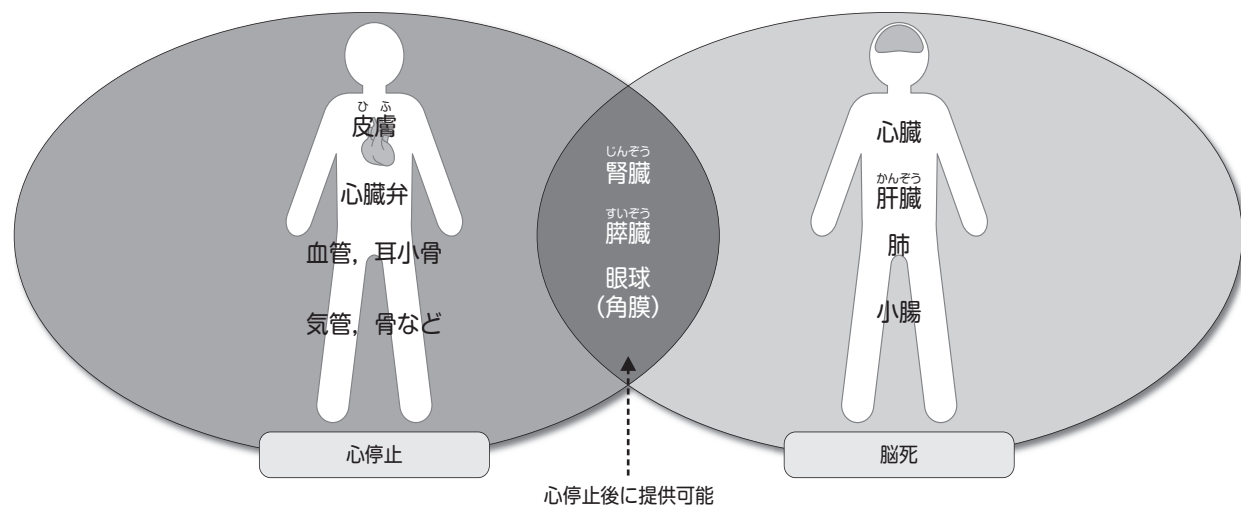 ひふ
皮膚
心臓弁
血管，耳小骨
気管，骨など
じんぞう
腎臓
すいぞう
膵臓
眼球
（角膜）
心臓
かんぞう
肝臓
肺
小腸
心停止
脳死
心停止後に提供可能